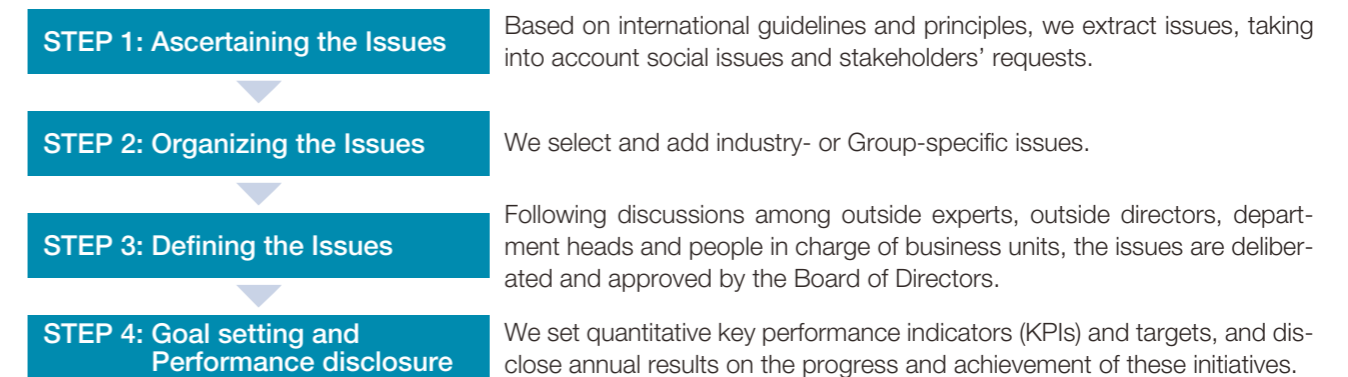 STEP 1: Ascertaining the Issues
Based on international guidelines and principles, we extract issues, taking
into account social issues and stakeholders’ requests.
STEP 2: Organizing the Issues
We select and add industry- or Group-specific issues.
STEP 3: Defining the Issues
Following discussions among outside experts, outside directors, depart-
ment heads and people in charge of business units, the issues are deliber-
ated and approved by the Board of Directors.
STEP 4: Goal setting and
Performance disclosure
We set quantitative key performance indicators (KPIs) and targets, and dis-
close annual results on the progress and achievement of these initiatives.